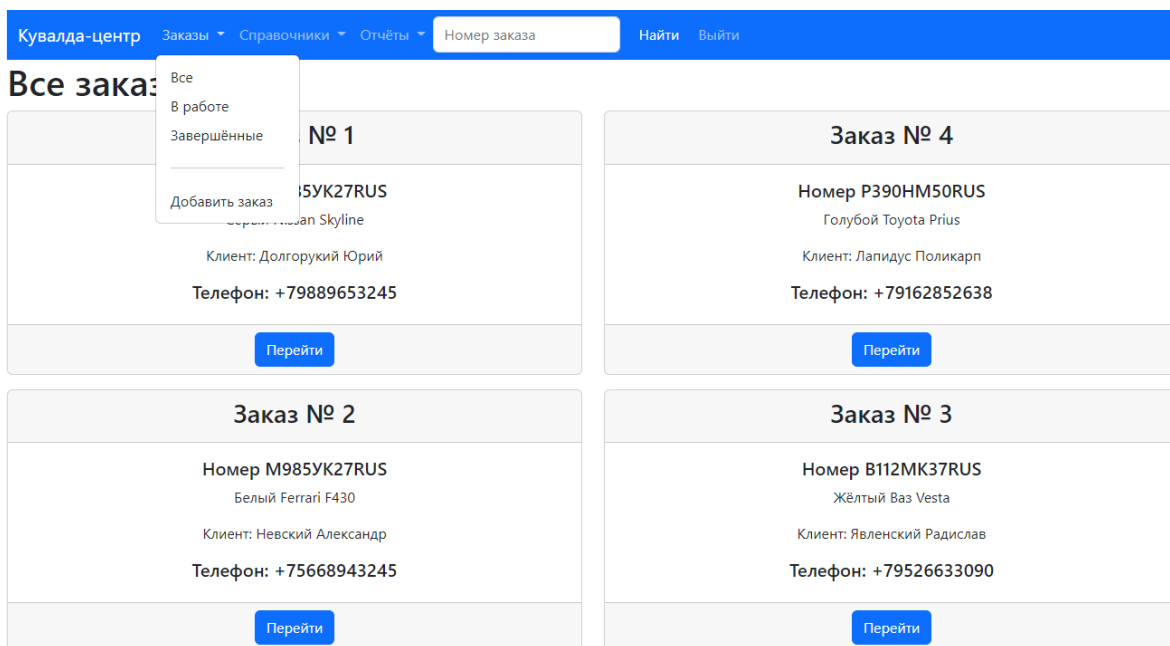 Кувалда-центр Заказы Справочники Отчёты Номер заказа Найти Выйти
Все
В работе
Завершённые
Добавить заказ
Все
№ 1
5УК27RUS
Skyline
Клиент: Долгорукий Юрий
Телефон: +79889653245
Перейти
Заказ № 4
Номер Р390НМ50RUS
Голубой Toyota Prius
Клиент: Лапидус Поликарп
Телефон: +79162852638
Перейти
Заказ № 2
Номер М985УК27RUS
Белый Ferrari F430
Клиент: Невский Александр
Телефон: +75668943245
Перейти
Заказ № 3
Номер В112МК37RUS
Жёлтый Ваз Vesta
Клиент: Явленский Радислав
Телефон: +79526633090
Перейти